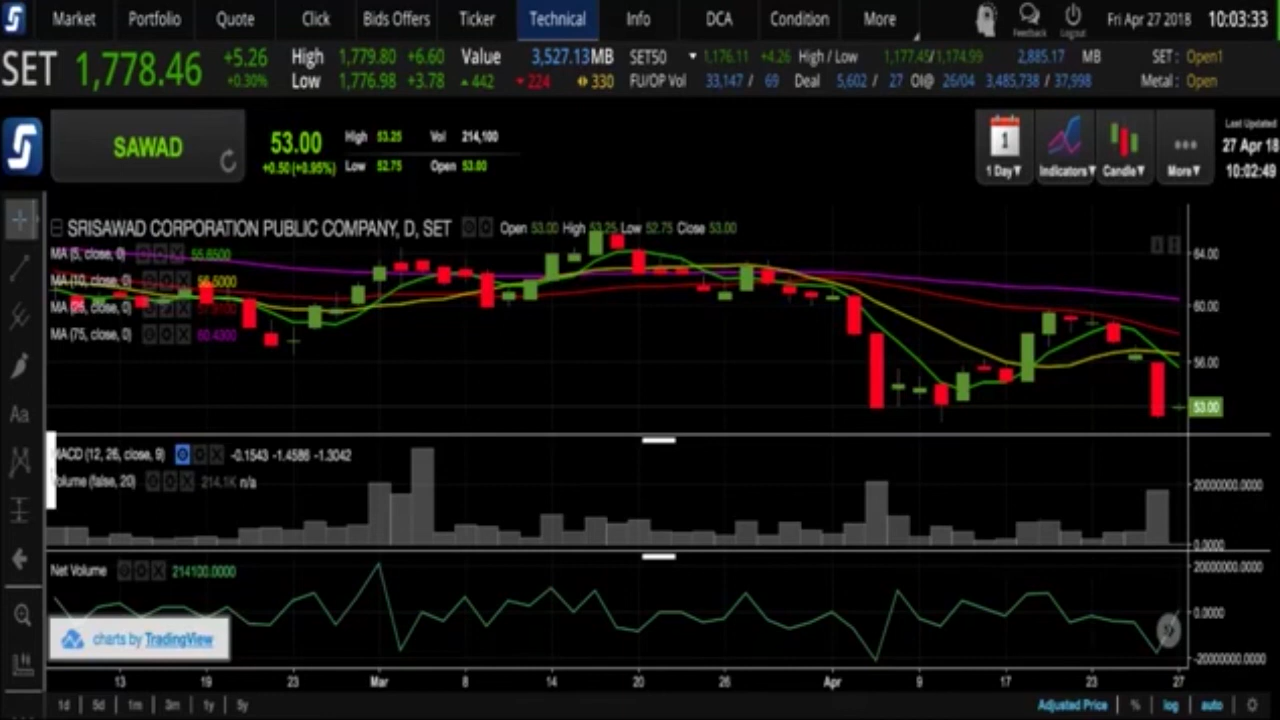 Market Portfolio Quote Click Bids Offers Ticker Technical Info DCA Condition More Feedback Logout Fri Apr 27 2018 10:03:33
SET 1,778.46 +5.26 +0.30%
High 1,779.80 +6.60 Value 3,527.13MB SET50 1,176.11 +4.26 High / Low 1,177.45/1,174.99 2,885.17 MB SET : Open1
Low 1,776.98 +3.78 442 224 330 FU/OP Vol 33,147 / 69 Deal 5,602 / 27 OI@ 26/04 3,485,738 / 37,998 Metal : Open
SAWAD 53.00 +0.50 (+0.95%)
High 53.25 Vol 214,100
Low 52.75 Open 53.00
1 1 Day Indicators Candle More
Last Updated
27 Apr 18
10:02:49
SRISAWAD CORPORATION PUBLIC COMPANY, D, SET Open 53.00 High 53.25 Low 52.75 Close 53.00
MA (5, close, 0) 55.6500
MA (10, close, 0) 56.5000
MA (25, close, 0)
MA (75, close, 0) 60.4300
64.00
60.00
56.00
53.00
MACD (12, 26, close, 9) -0.1543 -1.4586 -1.3042
Volume (false, 20) 214.1K n/a
20000000.0000
0.0000
Net Volume 214100.0000
20000000.0000
0.0000
-20000000.0000
charts by TradingView
13 19 23 Mar 8 14 20 26 Apr 9 17 23 27
1d 5d 1m 3m 1y 5y Adjusted Price % log auto
Aa